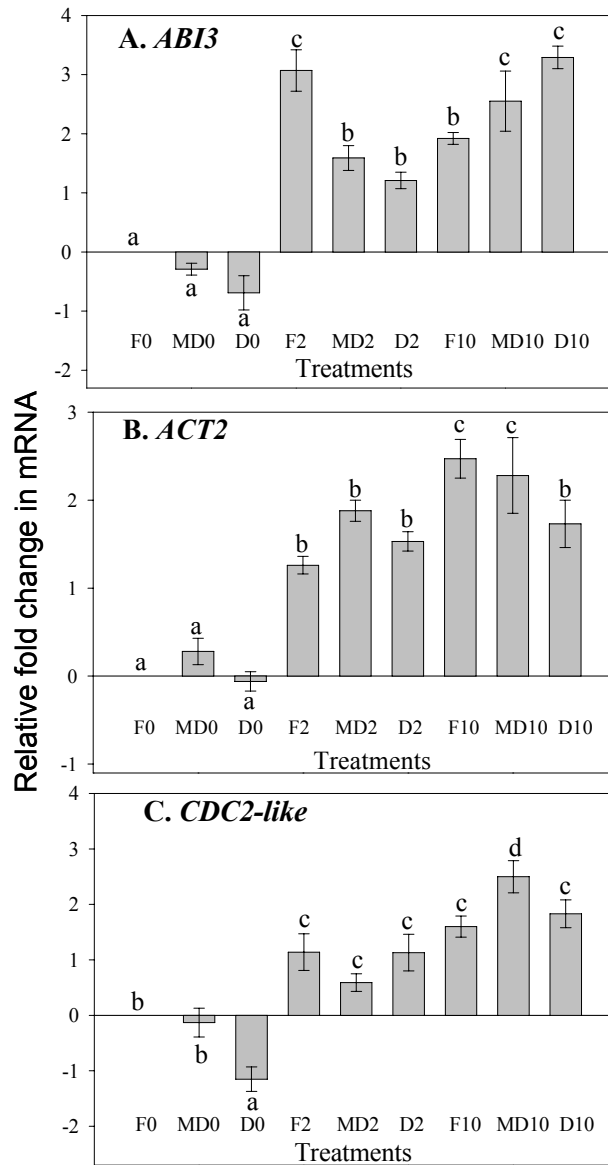 Relative fold change in mRNA
A. ABI3
4
3
2
1
0
-1
-2
a
a
a
c
b
b
b
c
c
F0 MD0 D0 F2 MD2 D2 F10 MD10 D10
Treatments
B. ACT2
3
2
1
0
-1
a
a
a
b
b
b
c
c
b
F0 MD0 D0 F2 MD2 D2 F10 MD10 D10
Treatments
C. CDC2-like
4
3
2
1
0
-1
-2
b
b
a
c
c
c
c
d
c
F0 MD0 D0 F2 MD2 D2 F10 MD10 D10
Treatments